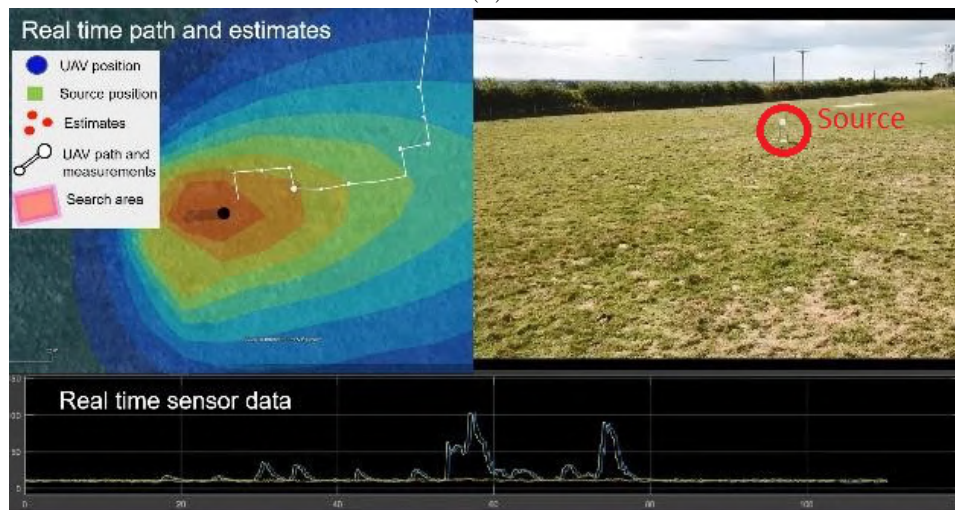 Real time path and estimates
UAV position
Source position
Estimates
UAV path and
measurements
Search area
Source
Real time sensor data
0
20
40
60
80
100